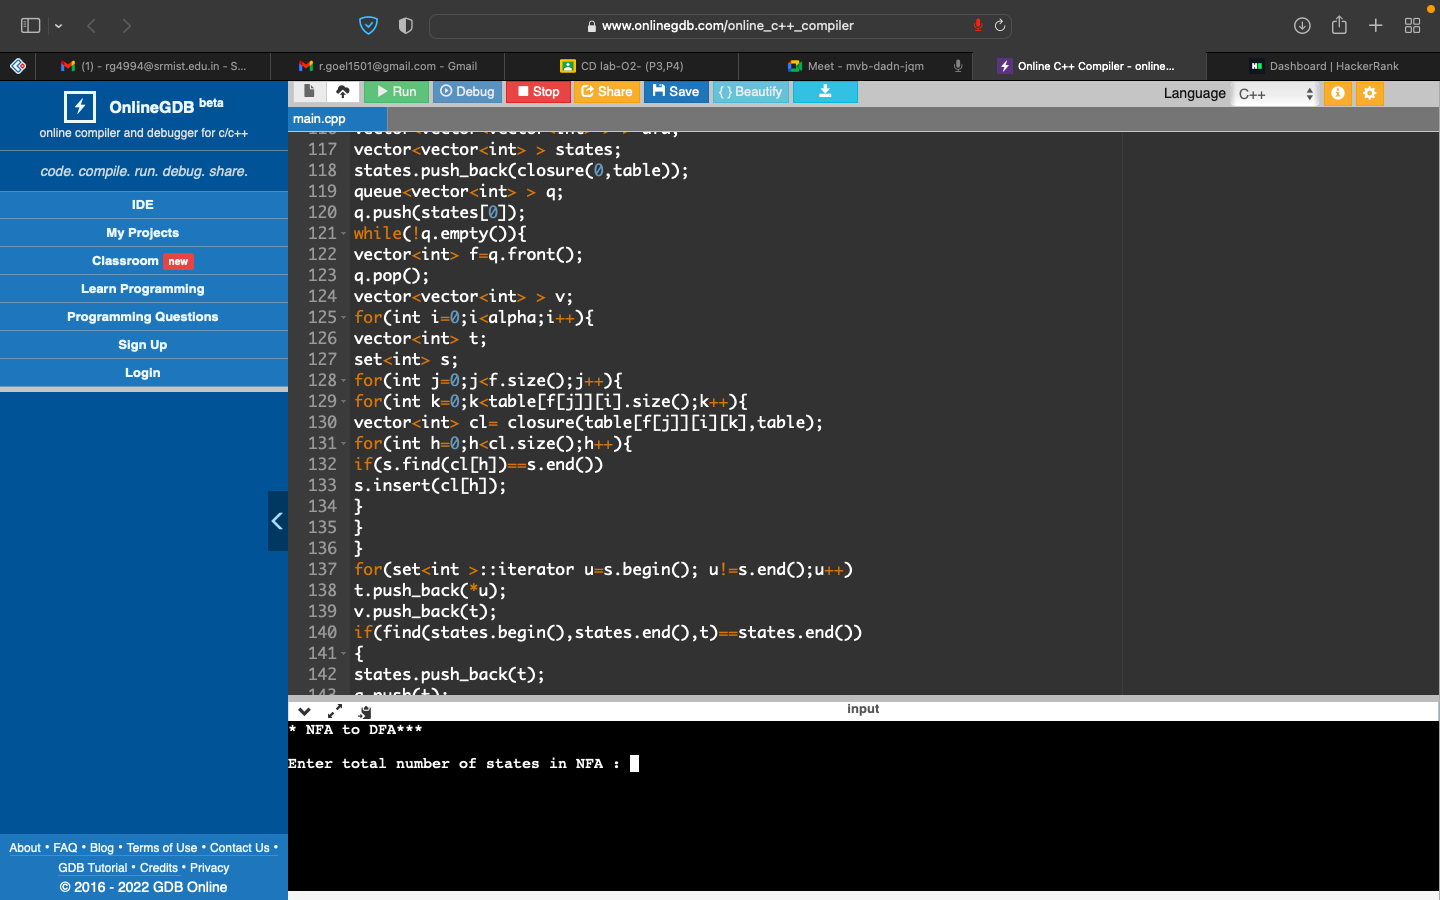 www.onlinegdb.com/online_c++_compiler
(1) - rg4994@srmist.edu.in - S...
r.goel1501@gmail.com - Gmail
CD lab-O2- (P3,P4)
Meet - mvb-dadn-jqm
Online C++ Compiler - online...
Dashboard | HackerRank
OnlineGDB beta
online compiler and debugger for c/c++
code. compile. run. debug. share.
IDE
My Projects
Classroom new
Learn Programming
Programming Questions
Sign Up
Login
About • FAQ • Blog • Terms of Use • Contact Us •
GDB Tutorial • Credits • Privacy
© 2016 - 2022 GDB Online
Run Debug Stop Share Save {} Beautify
Language C++
main.cpp
117 vector<vector<int> > states;
118 states.push_back(closure(0,table));
119 queue<vector<int> > q;
120 q.push(states[0]);
121 while(!q.empty()){
122 vector<int> f=q.front();
123 q.pop();
124 vector<vector<int> > v;
125 for(int i=0;i<alpha;i++){
126 vector<int> t;
127 set<int> s;
128 for(int j=0;j<f.size();j++){
129 for(int k=0;k<table[f[j]][i].size();k++){
130 vector<int> cl= closure(table[f[j]][i][k],table);
131 for(int h=0;h<cl.size();h++){
132 if(s.find(cl[h])==s.end())
133 s.insert(cl[h]);
134 }
135 }
136 }
137 for(set<int >::iterator u=s.begin(); u!=s.end();u++)
138 t.push_back(*u);
139 v.push_back(t);
140 if(find(states.begin(),states.end(),t)==states.end())
141 {
142 states.push_back(t);
input
* NFA to DFA***
Enter total number of states in NFA :